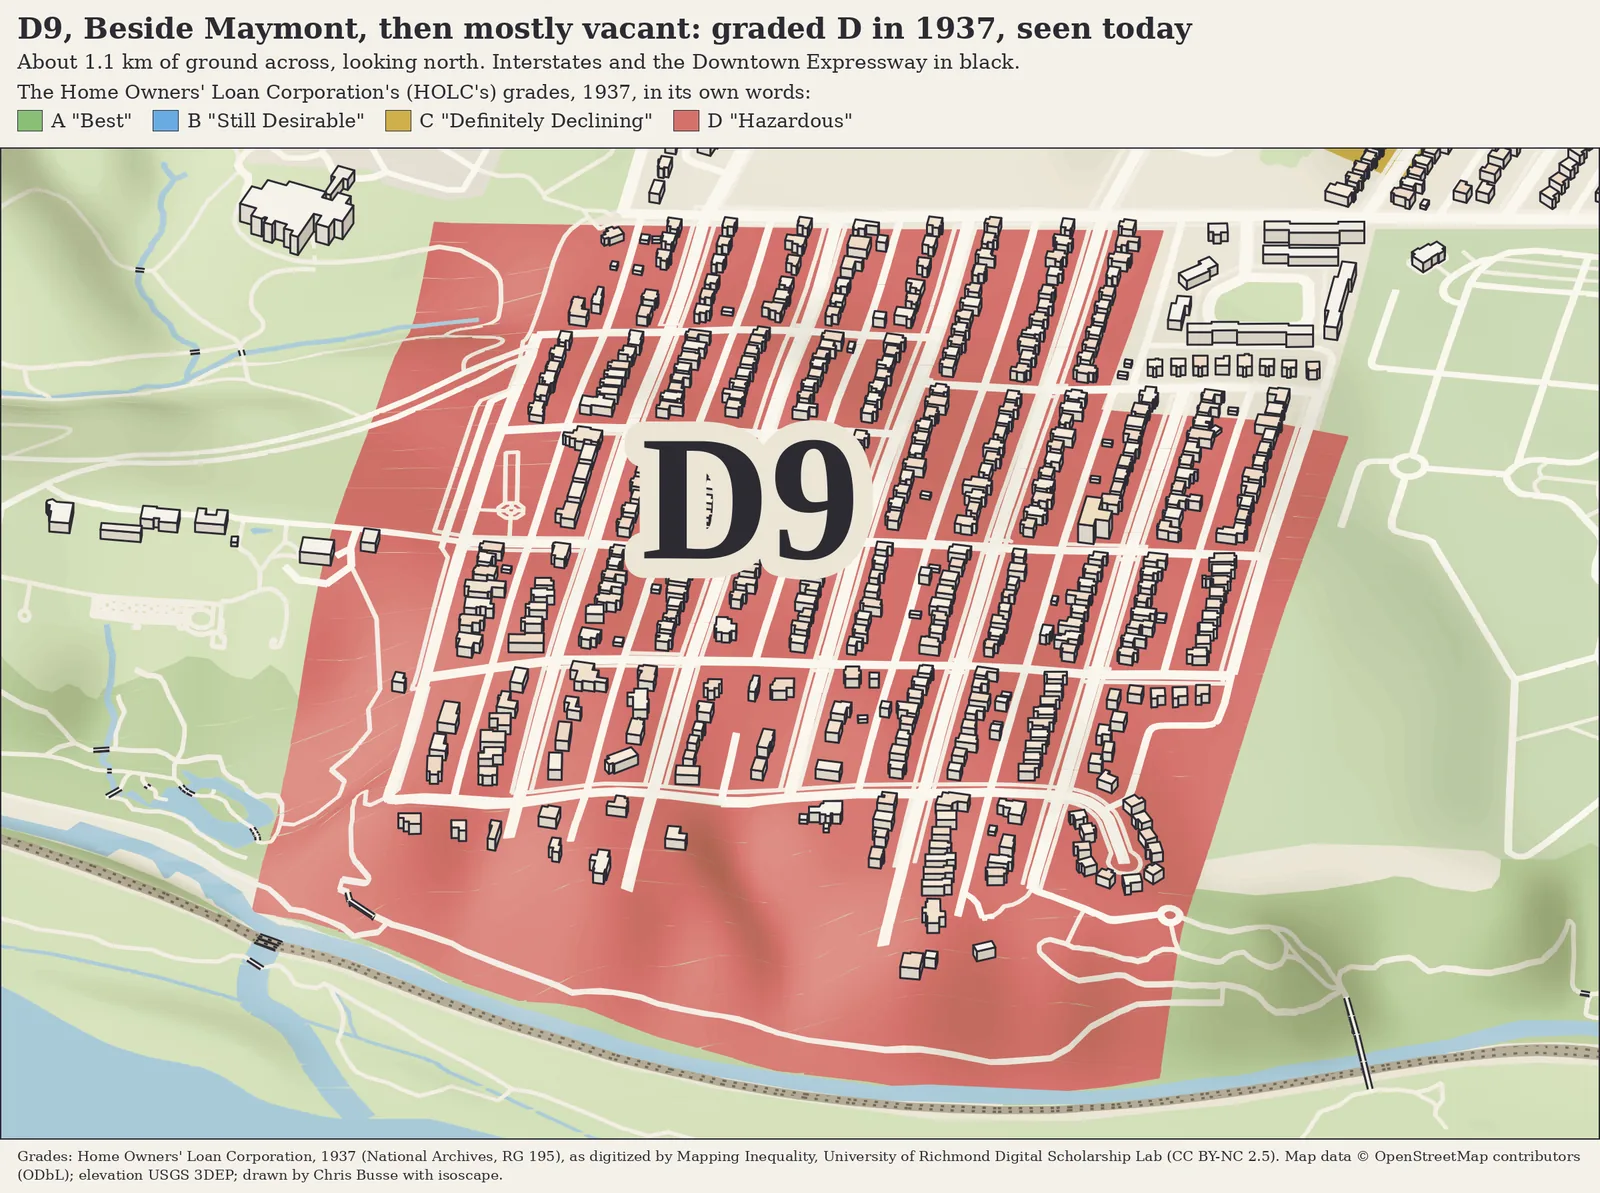 D9, Beside Maymont, then mostly vacant: graded D in 1937, seen today
About 1.1 km of ground across, looking north. Interstates and the Downtown Expressway in black.
The Home Owners' Loan Corporation's (HOLC's) grades, 1937, in its own words:
A "Best" B "Still Desirable" C "Definitely Declining" D "Hazardous"
D9
Grades: Home Owners' Loan Corporation, 1937 (National Archives, RG 195), as digitized by Mapping Inequality, University of Richmond Digital Scholarship Lab (CC BY-NC 2.5). Map data © OpenStreetMap contributors
(ODbL); elevation USGS 3DEP; drawn by Chris Busse with isoscape.